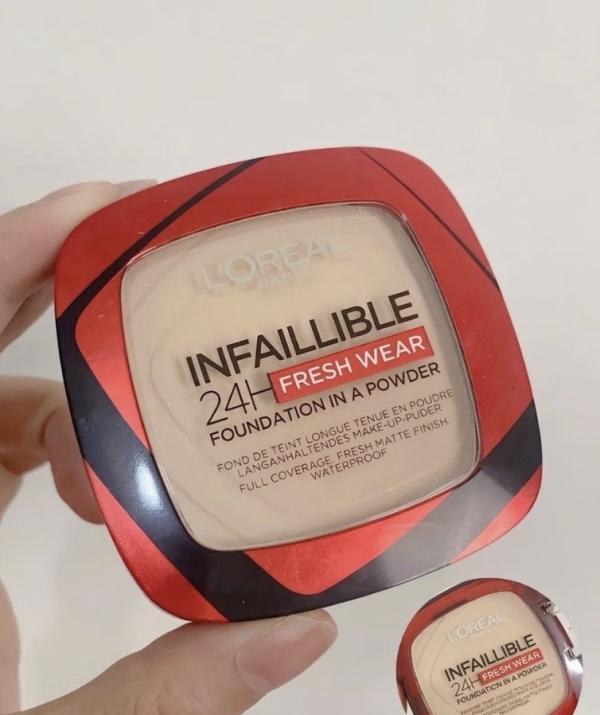 L'ORÉAL
PARIS
INFAILLIBLE
24H FRESH WEAR
FOUNDATION IN A POWDER
FOND DE TEINT LONGUE TENUE EN POUDRE
LANGANHALTENDES MAKE-UP-PUDER
FULL COVERAGE, FRESH MATTE FINISH,
WATERPROOF
L'ORÉAL
PARIS
INFAILLIBLE
24H FRESH WEAR
FOUNDATION IN A POWDER